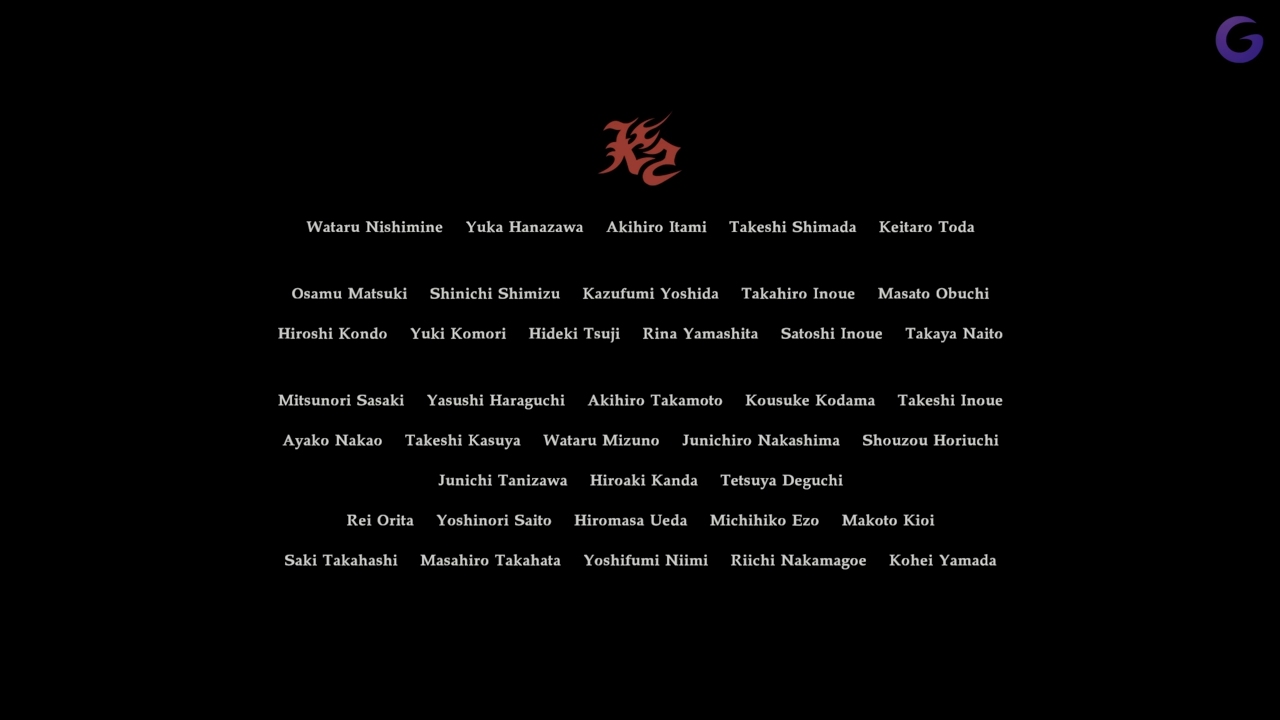 K2
Wataru Nishimine Yuka Hanazawa Akihiro Itami Takeshi Shimada Keitaro Toda
Osamu Matsuki Shinichi Shimizu Kazufumi Yoshida Takahiro Inoue Masato Obuchi
Hiroshi Kondo Yuki Komori Hideki Tsuji Rina Yamashita Satoshi Inoue Takaya Naito
Mitsunori Sasaki Yasushi Haraguchi Akihiro Takamoto Kousuke Kodama Takeshi Inoue
Ayako Nakao Takeshi Kasuya Wataru Mizuno Junichiro Nakashima Shouzou Horiuchi
Junichi Tanizawa Hiroaki Kanda Tetsuya Deguchi
Rei Orita Yoshinori Saito Hiromasa Ueda Michihiko Ezo Makoto Kioi
Saki Takahashi Masahiro Takahata Yoshifumi Niimi Riichi Nakamagoe Kohei Yamada